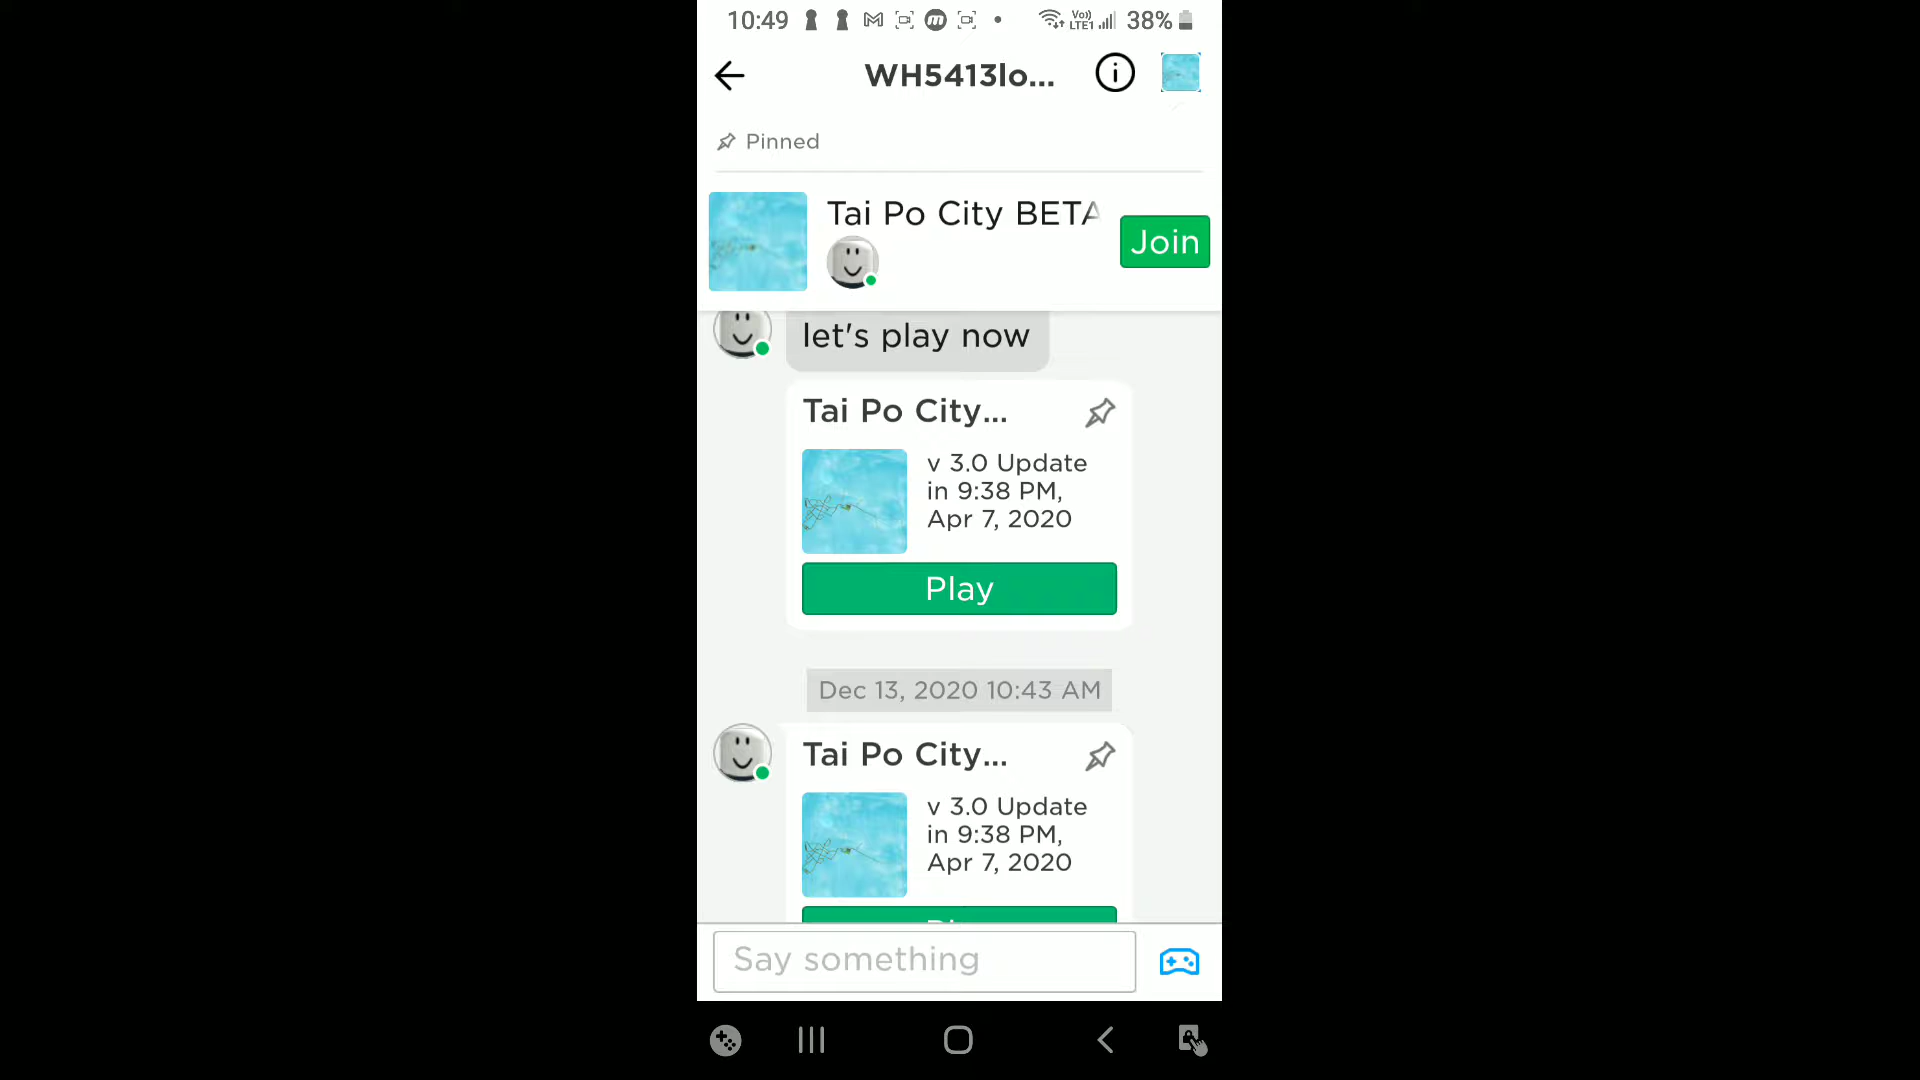 10:49
Vo)) LTE1 38%
WH5413lo...
Pinned
Tai Po City BETA
Join
let's play now
Tai Po City...
v 3.0 Update
in 9:38 PM,
Apr 7, 2020
Play
Dec 13, 2020 10:43 AM
Tai Po City...
v 3.0 Update
in 9:38 PM,
Apr 7, 2020
Say something